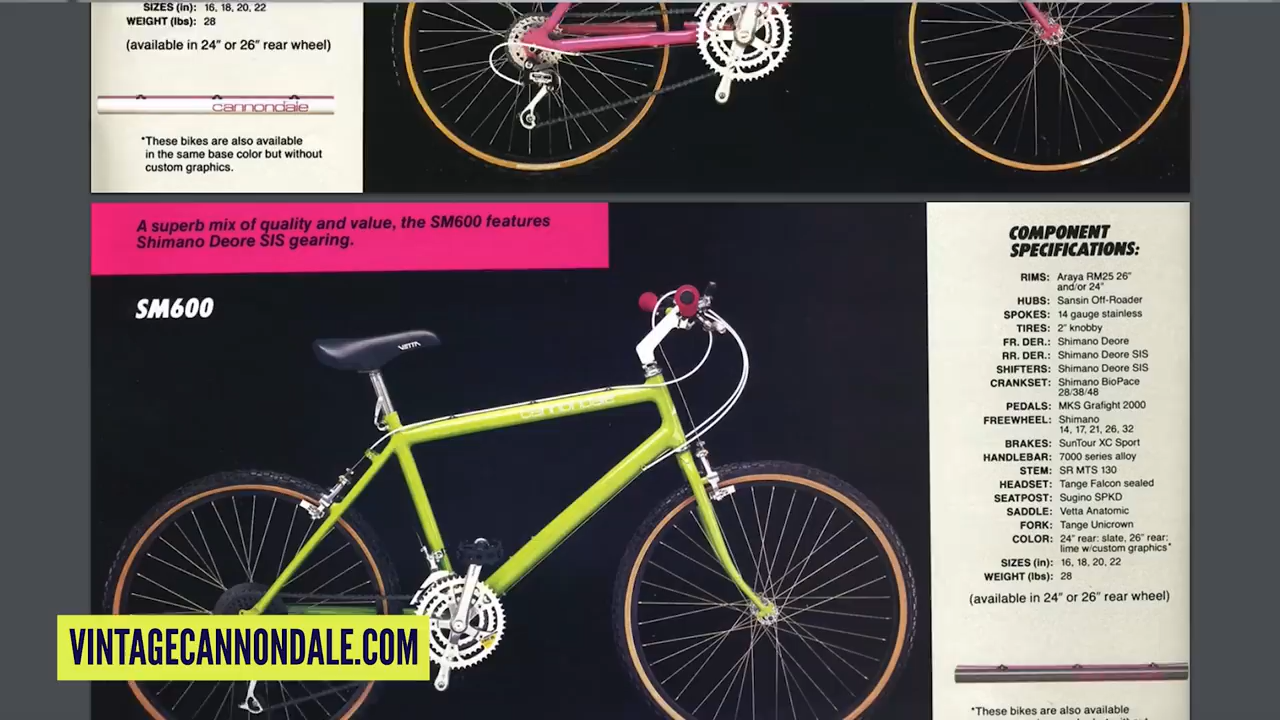 SIZES (in): 16, 18, 20, 22
WEIGHT (lbs): 28
(available in 24" or 26" rear wheel)
cannondale
*These bikes are also available
in the same base color but without
custom graphics.
A superb mix of quality and value, the SM600 features
Shimano Deore SIS gearing.
SM600
VETTA
cannondale
COMPONENT
SPECIFICATIONS:
RIMS: Araya RM25 26"
and/or 24"
HUBS: Sansin Off-Roader
SPOKES: 14 gauge stainless
TIRES: 2" knobby
FR. DER.: Shimano Deore
RR. DER.: Shimano Deore SIS
SHIFTERS: Shimano Deore SIS
CRANKSET: Shimano BioPace
28/38/48
PEDALS: MKS Grafight 2000
FREEWHEEL: Shimano
14, 17, 21, 26, 32
BRAKES: SunTour XC Sport
HANDLEBAR: 7000 series alloy
STEM: SR MTS 130
HEADSET: Tange Falcon sealed
SEATPOST: Sugino SPKD
SADDLE: Vetta Anatomic
FORK: Tange Unicrown
COLOR: 24" rear: slate, 26" rear:
lime w/custom graphics*
SIZES (in): 16, 18, 20, 22
WEIGHT (lbs): 28
(available in 24" or 26" rear wheel)
*These bikes are also available
VINTAGECANNONDALE.COM